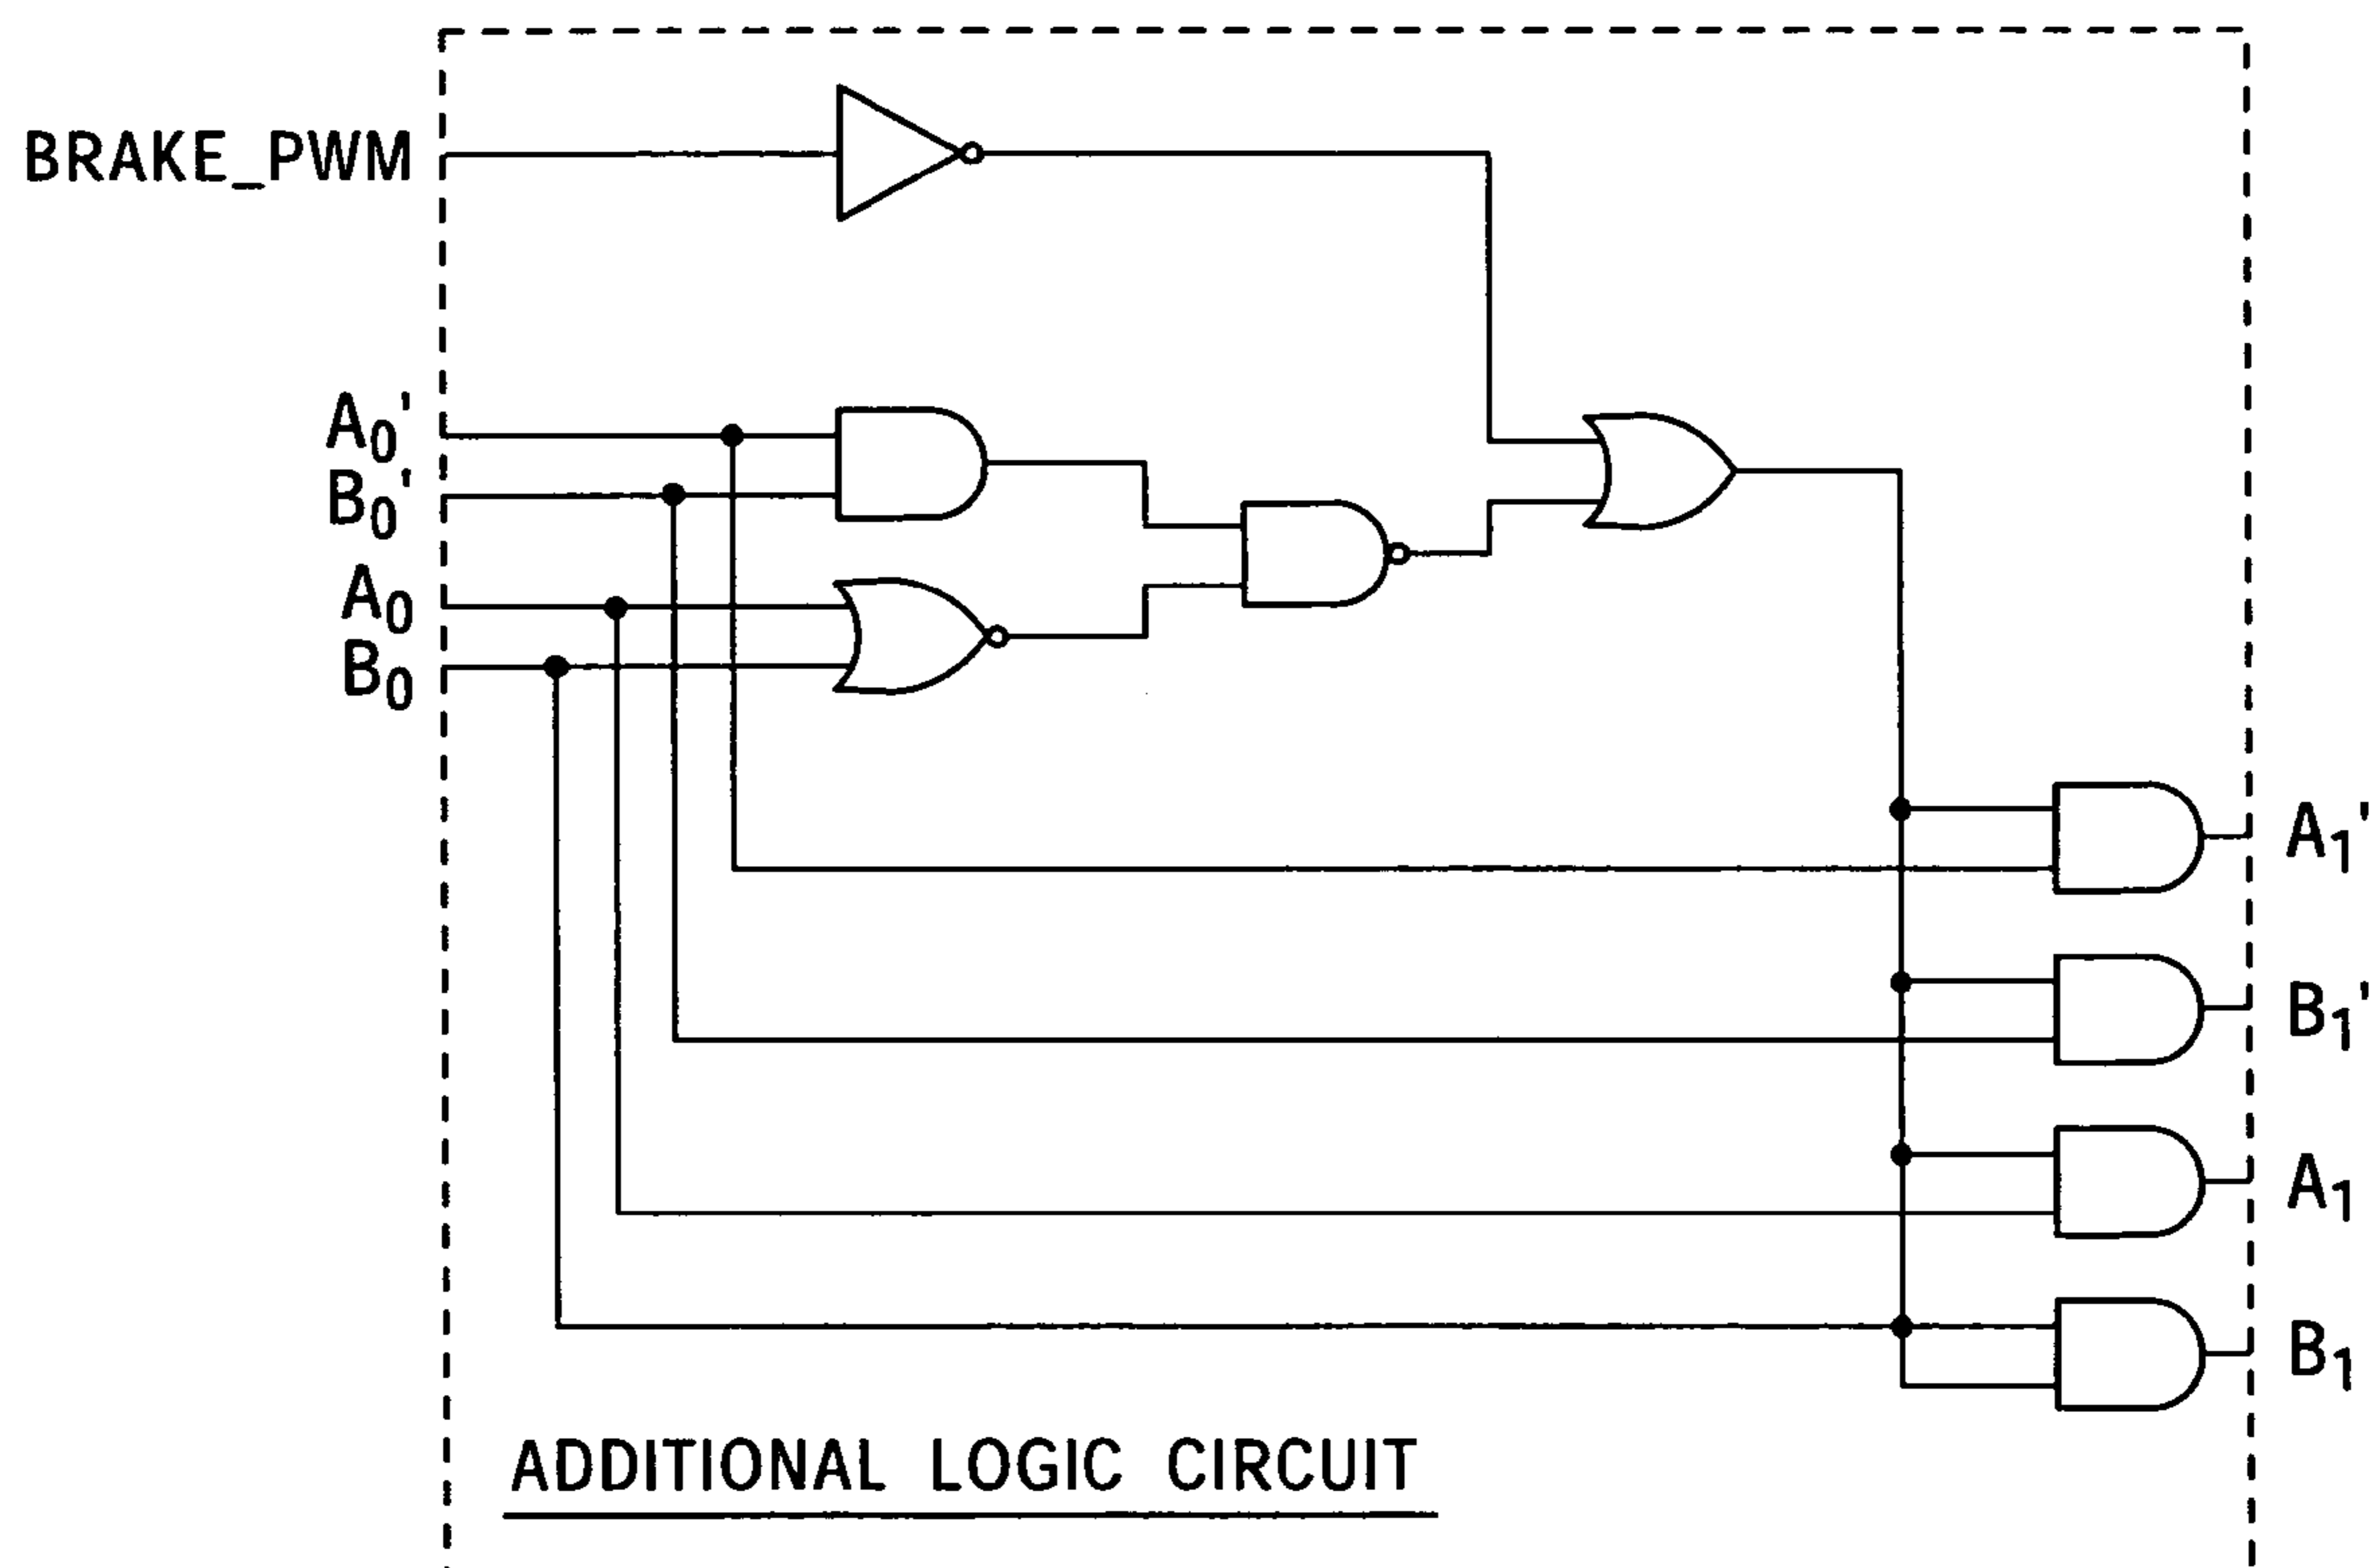 BRAKE_PWM
A₀'
B₀'
A₀
B₀
A₁'
B₁'
A₁
B₁
ADDITIONAL LOGIC CIRCUIT